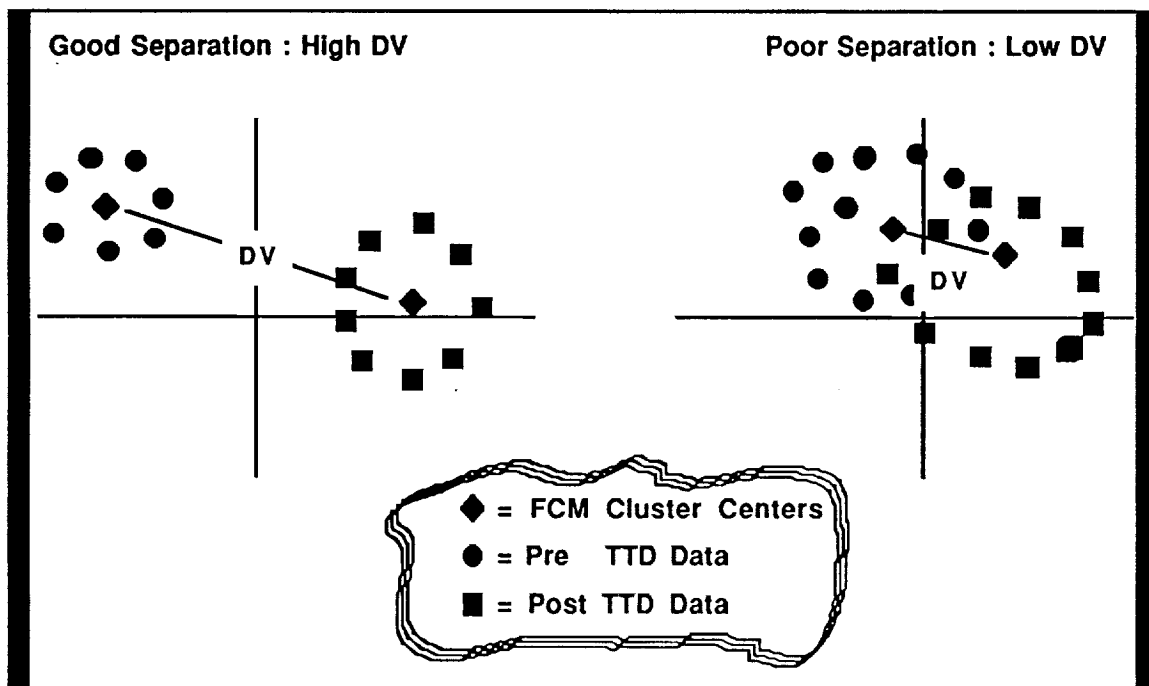 Good Separation : High DV
Poor Separation : Low DV
DV
DV
= FCM Cluster Centers
= Pre TTD Data
= Post TTD Data